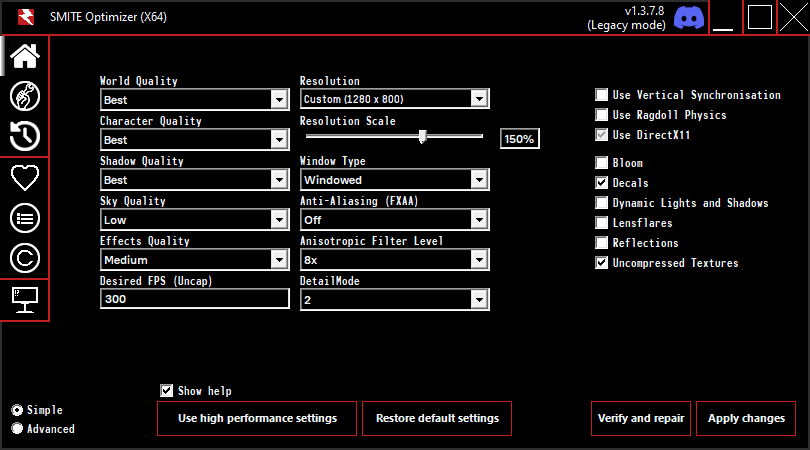 SMITE Optimizer (X64)
v1.3.7.8
(Legacy mode)
World Quality
Best
Character Quality
Best
Shadow Quality
Best
Sky Quality
Low
Effects Quality
Medium
Desired FPS (Uncap)
300
Resolution
Custom (1280 x 800)
Resolution Scale
150%
Window Type
Windowed
Anti-Aliasing (FXAA)
Off
Anisotropic Filter Level
8x
DetailMode
2
Use Vertical Synchronisation
Use Ragdoll Physics
Use DirectX11
Bloom
Decals
Dynamic Lights and Shadows
Lensflares
Reflections
Uncompressed Textures
Show help
Simple
Advanced
Use high performance settings
Restore default settings
Verify and repair
Apply changes